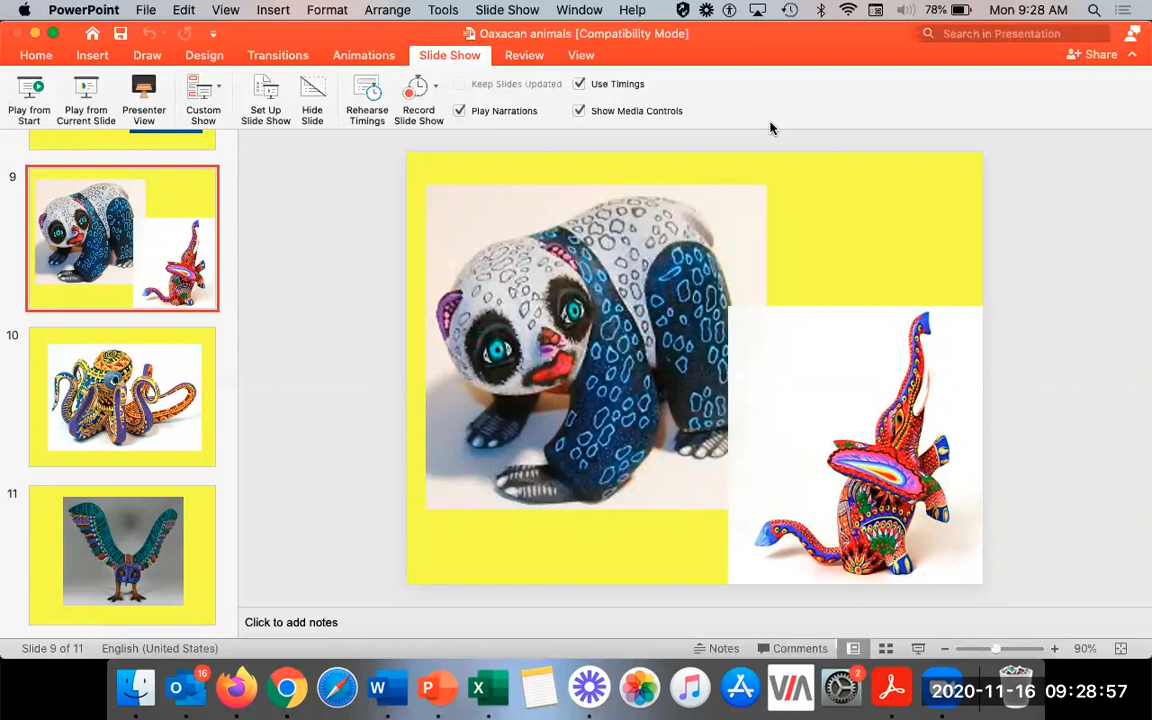 PowerPoint File Edit View Insert Format Arrange Tools Slide Show Window Help 78% Mon 9:28 AM
Oaxacan animals [Compatibility Mode] Search in Presentation
Home Insert Draw Design Transitions Animations Slide Show Review View Share
Keep Slides Updated Use Timings
Play from Start
Play from Current Slide
Presenter View
Custom Show
Set Up Slide Show
Hide Slide
Rehearse Timings
Record Slide Show
Play Narrations Show Media Controls
9
10
11
Click to add notes
Slide 9 of 11 English (United States) Notes Comments 90%
16
2
O W P X VIA
2020-11-16 09:28:57